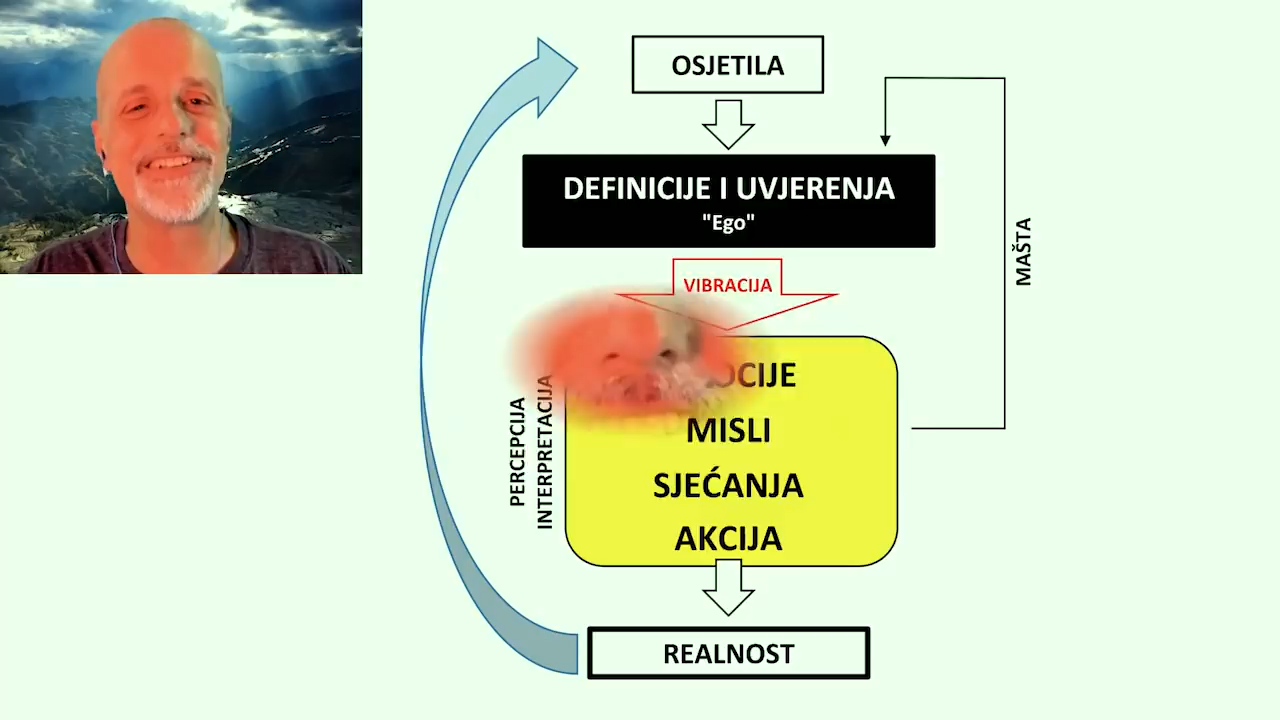 OSJETILA
DEFINICIJE I UVJERENJA
"Ego"
VIBRACIJA
MAŠTA
PERCEPCIJA
INTERPRETACIJA
MISLI
SJEĆANJA
AKCIJA
REALNOST